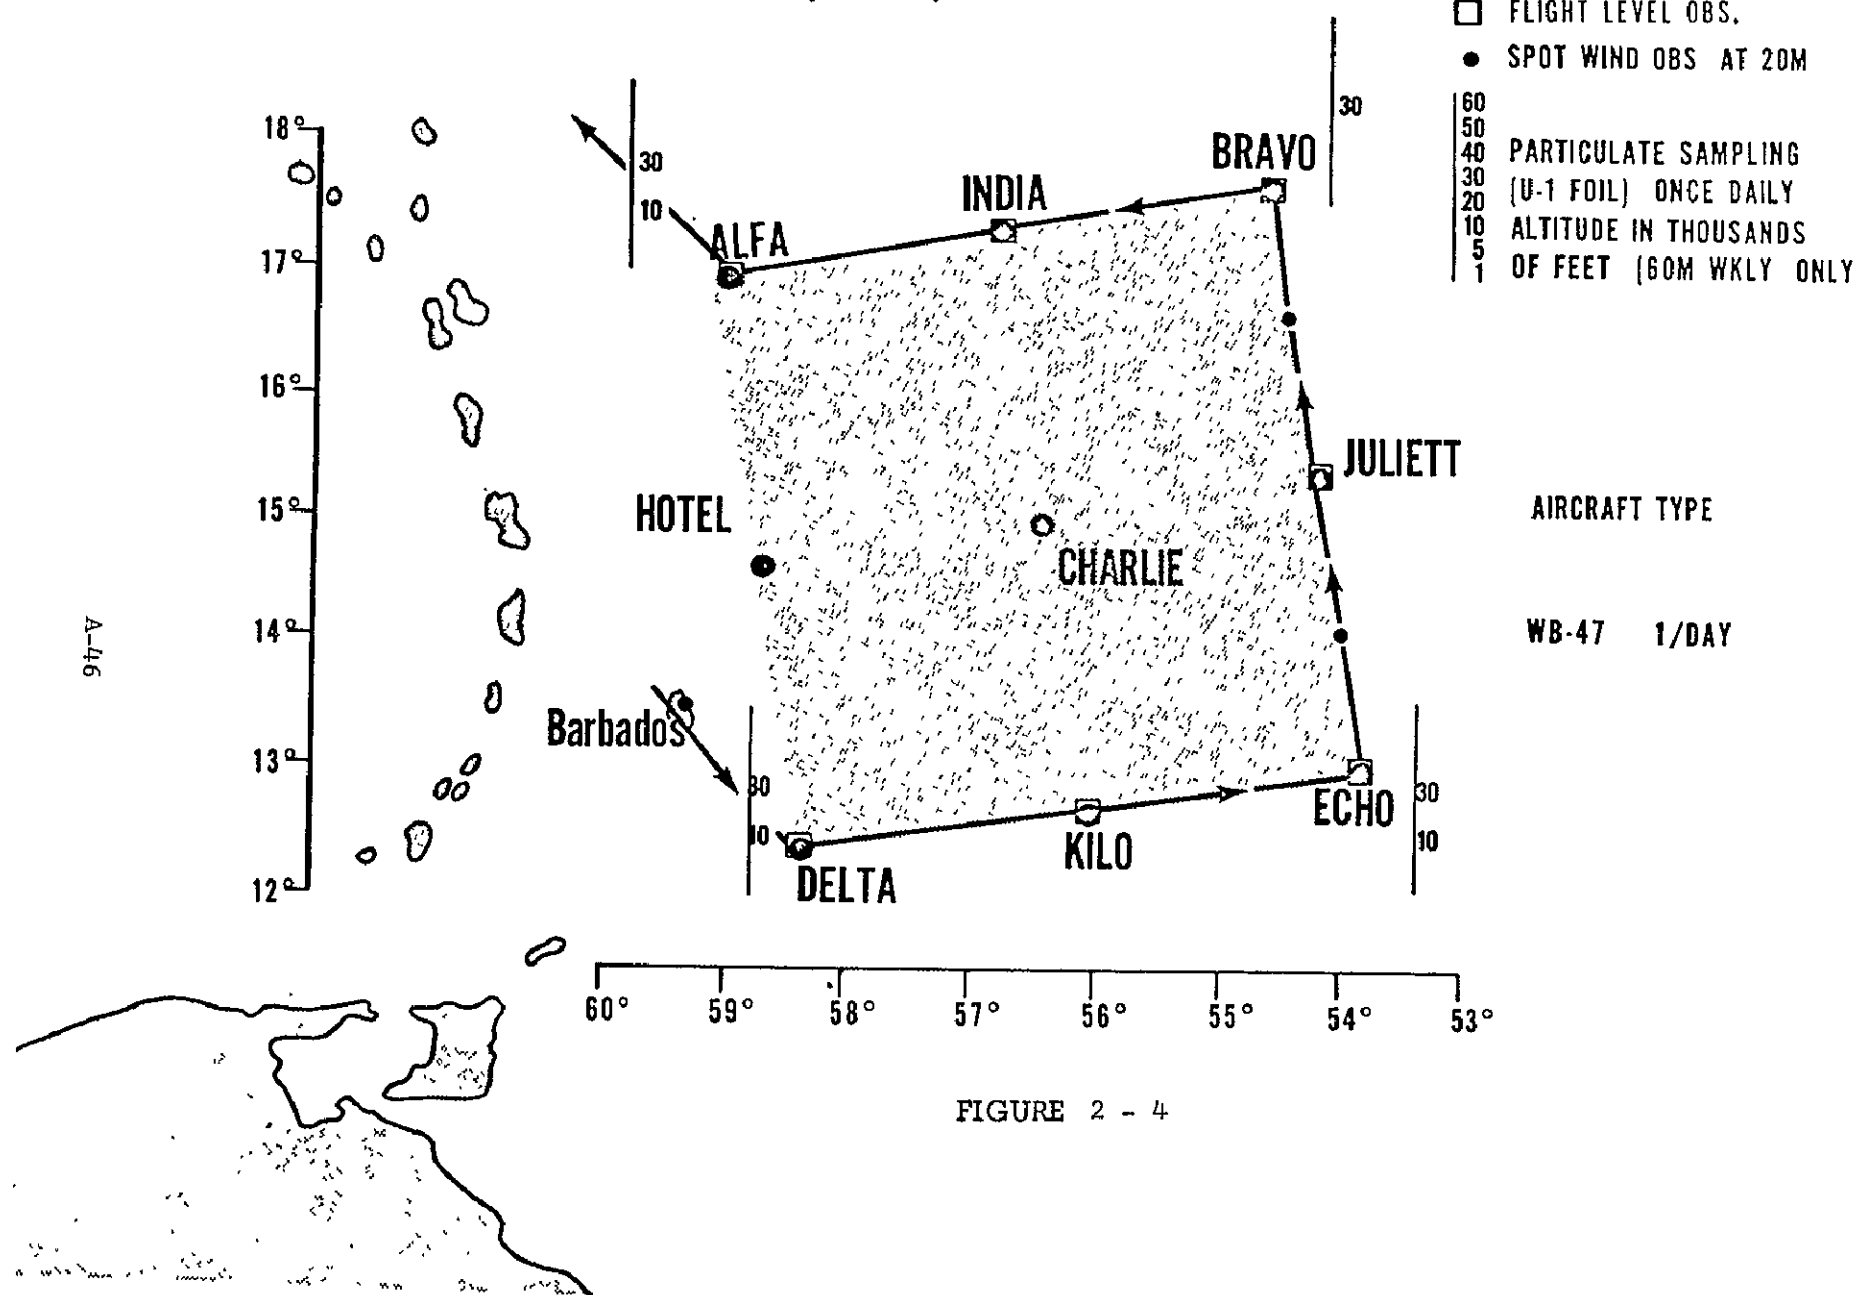 FLIGHT LEVEL OBS.
SPOT WIND OBS AT 20M
60
50
40 PARTICULATE SAMPLING
30
(U-1 FOIL) ONCE DAILY
20
10 ALTITUDE IN THOUSANDS
5
1 OF FEET (60M WKLY ONLY
30
BRAVO
30
INDIA
10
ALFA
18°
17°
16°
15°
14°
13°
12°
JULIETT
HOTEL
AIRCRAFT TYPE
CHARLIE
WB-47 1/DAY
A-46
Barbados
30
10
30
10
ECHO
KILO
DELTA
60° 59° 58° 57° 56° 55° 54° 53°
FIGURE 2 - 4